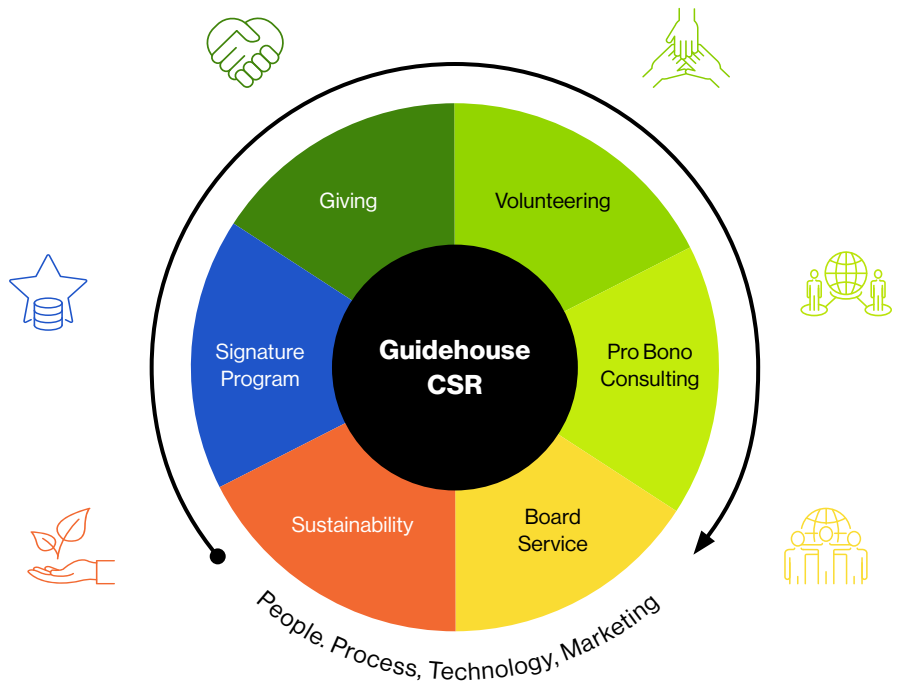 Giving
Volunteering
Signature
Program
Guidehouse
CSR
Pro Bono
Consulting
Sustainability
Board
Service
People. Process, Technology, Marketing